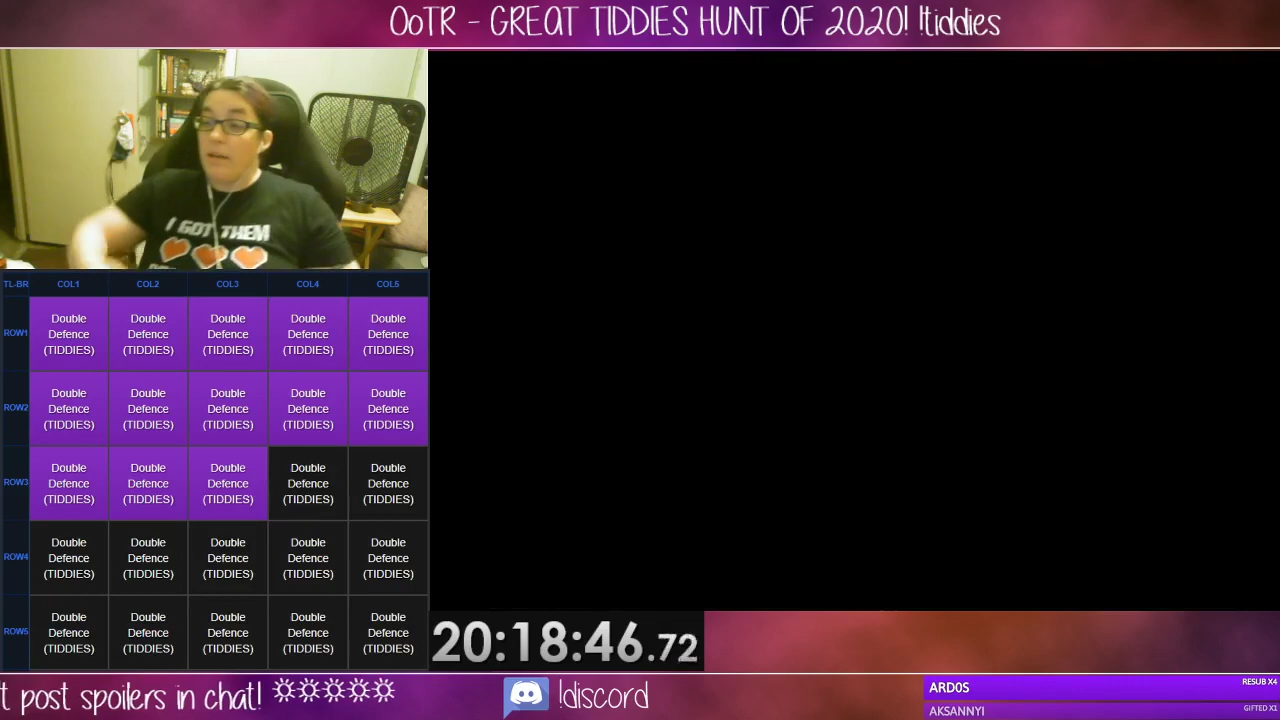 OoTR - GREAT TIDDIES HUNT OF 2020! !tiddies
I GOT THEM
TL-BR COL1 COL2 COL3 COL4 COL5
ROW1
Double Double Double Double Double
Defence Defence Defence Defence Defence
(TIDDIES) (TIDDIES) (TIDDIES) (TIDDIES) (TIDDIES)
ROW2
Double Double Double Double Double
Defence Defence Defence Defence Defence
(TIDDIES) (TIDDIES) (TIDDIES) (TIDDIES) (TIDDIES)
ROW3
Double Double Double Double Double
Defence Defence Defence Defence Defence
(TIDDIES) (TIDDIES) (TIDDIES) (TIDDIES) (TIDDIES)
ROW4
Double Double Double Double Double
Defence Defence Defence Defence Defence
(TIDDIES) (TIDDIES) (TIDDIES) (TIDDIES) (TIDDIES)
ROW5
Double Double Double Double Double
Defence Defence Defence Defence Defence
(TIDDIES) (TIDDIES) (TIDDIES) (TIDDIES) (TIDDIES)
20:18:46.72
t post spoilers in chat! !discord
ARD0S RESUB X4
AKSANNYI GIFTED X1